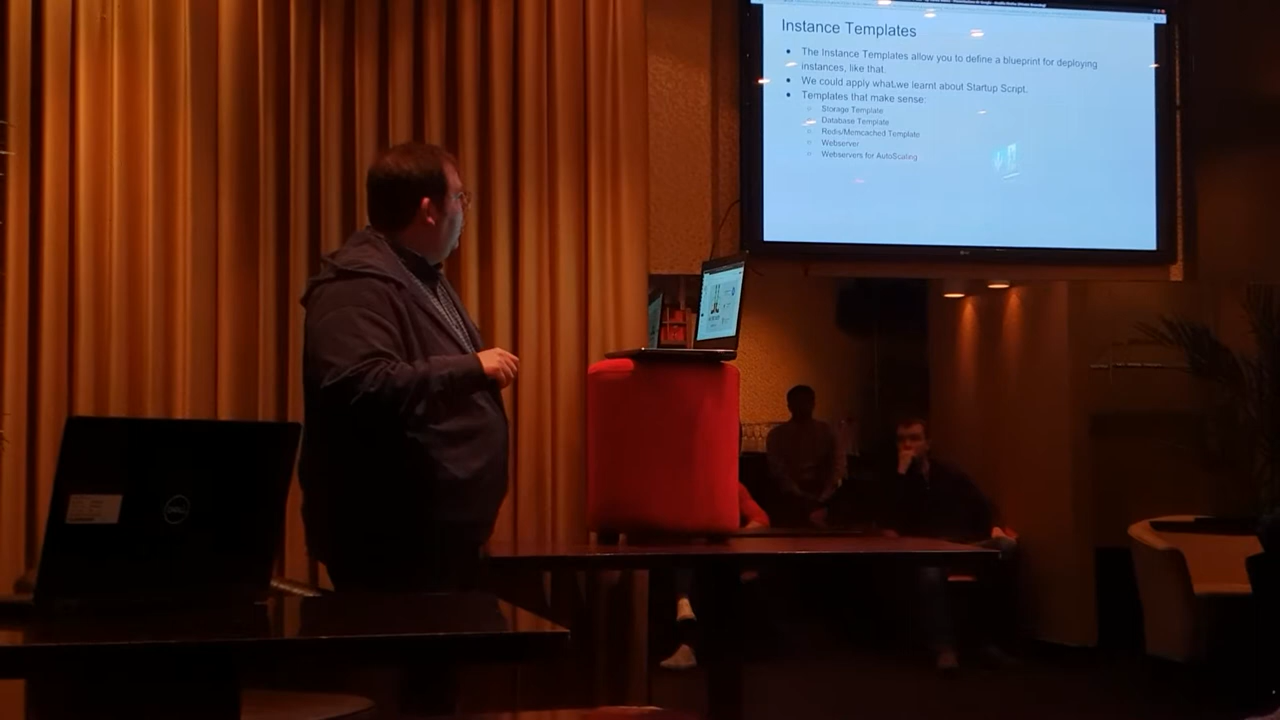 Instance Templates
The Instance Templates allow you to define a blueprint for deploying
instances, like that.
We could apply what we learnt about Startup Script.
Templates that make sense:
Storage Template
Database Template
Redis/Memcached Template
Webserver
Webservers for AutoScaling
LG
DELL